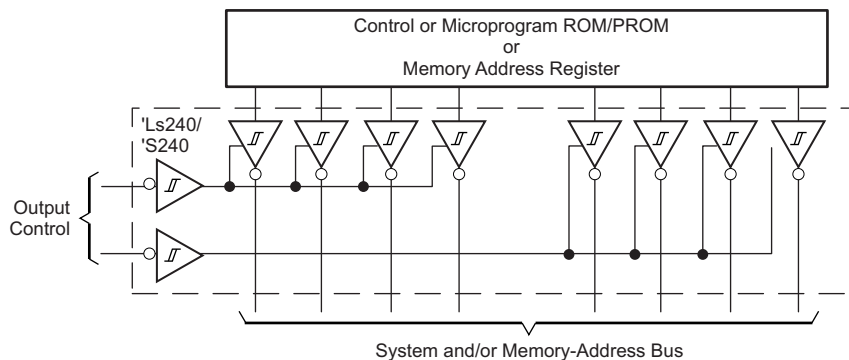 Control or Microprogram ROM/PROM
or
Memory Address Register
'Ls240/
'S240
Output
Control
System and/or Memory-Address Bus